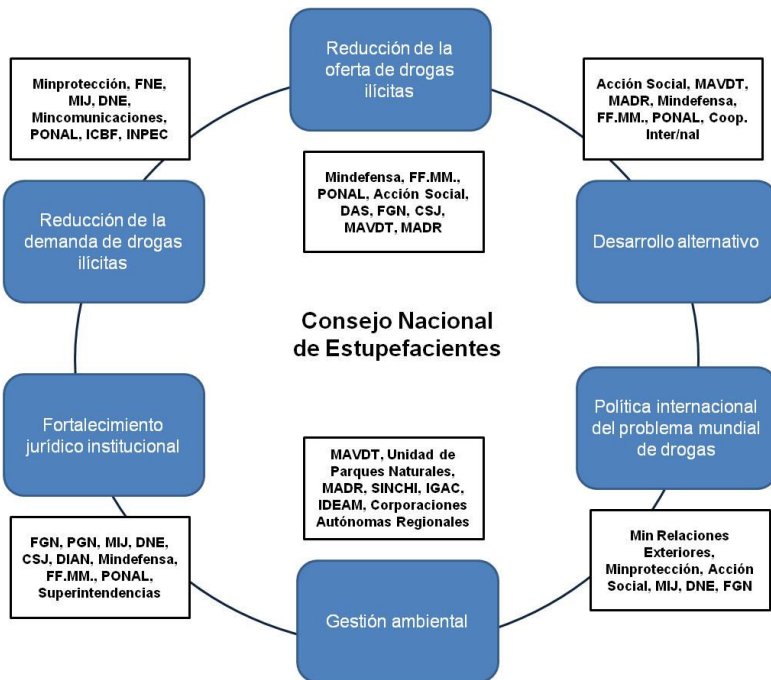 Reducción de la
oferta de drogas
ilícitas
Mindefensa, FF.MM.,
PONAL, Acción Social,
DAS, FGN, CSJ,
MAVDT, MADR
Acción Social, MAVDT,
MADR, Mindefensa,
FF.MM., PONAL, Coop.
Inter/nal
Desarrollo alternativo
Política internacional
del problema mundial
de drogas
Min Relaciones
Exteriores,
Minprotección, Acción
Social, MIJ, DNE, FGN
MAVDT, Unidad de
Parques Naturales,
MADR, SINCHI, IGAC,
IDEAM, Corporaciones
Autónomas Regionales
Gestión ambiental
Fortalecimiento
jurídico institucional
FGN, PGN, MIJ, DNE,
CSJ, DIAN, Mindefensa,
FF.MM., PONAL,
Superintendencias
Minprotección, FNE,
MIJ, DNE,
Mincomunicaciones,
PONAL, ICBF, INPEC
Reducción de la
demanda de drogas
ilícitas
Consejo Nacional
de Estupefacientes